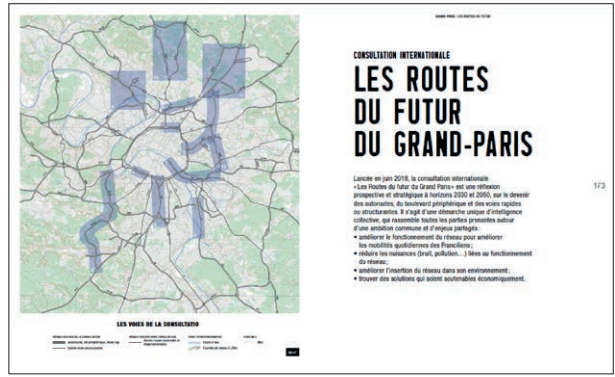 GRAND PARIS : LES ROUTES DU FUTUR
CONSULTATION INTERNATIONALE
LES ROUTES
DU FUTUR
DU GRAND-PARIS
Lancée en juin 2018, la consultation internationale
«Les Routes du futur du Grand Paris» est une réflexion
prospective et stratégique à horizons 2030 et 2050, sur le devenir
des autoroutes, du boulevard périphérique et des voies rapides
ou structurantes. Il s'agit d'une démarche unique d'intelligence
collective, qui rassemble toutes les parties prenantes autour
d'une ambition commune et d'enjeux partagés :
• améliorer le fonctionnement du réseau pour améliorer
les mobilités quotidiennes des Franciliens ;
• réduire les nuisances (bruit, pollution…) liées au fonctionnement
du réseau ;
• améliorer l'insertion du réseau dans son environnement ;
• trouver des solutions qui soient soutenables économiquement.
173
LES VOIES DE LA CONSULTATIO